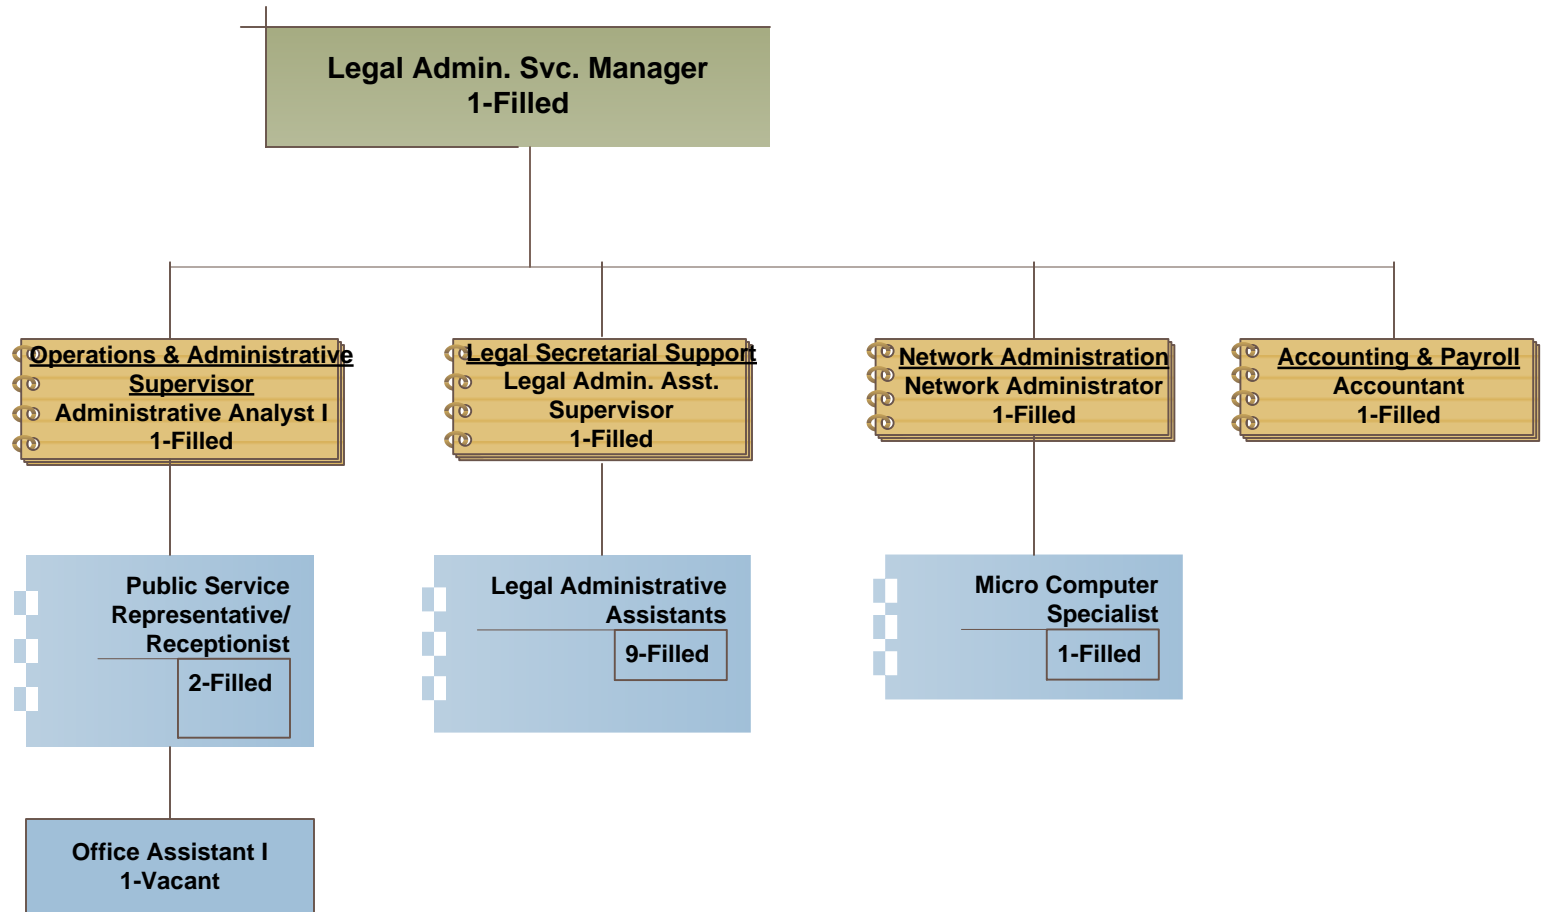 Legal Admin. Svc. Manager
1-Filled
Operations & Administrative
Supervisor
Administrative Analyst I
1-Filled
Legal Secretarial Support
Legal Admin. Asst.
Supervisor
1-Filled
Network Administration
Network Administrator
1-Filled
Accounting & Payroll
Accountant
1-Filled
Public Service
Representative/
Receptionist
2-Filled
Legal Administrative
Assistants
9-Filled
Micro Computer
Specialist
1-Filled
Office Assistant I
1-Vacant